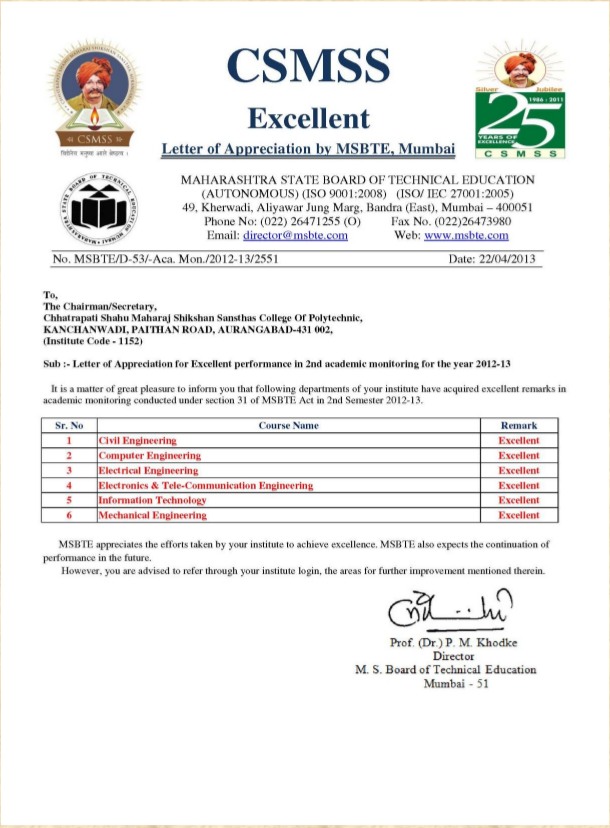 CSMSS
Excellent
Letter of Appreciation by MSBTE, Mumbai
CSMSS
Silver Jubilee
1986 - 2011
25
YEARS OF
EXCELLENCE
C S M S S
MAHARASHTRA STATE BOARD OF TECHNICAL EDUCATION
(AUTONOMOUS) (ISO 9001:2008) (ISO/ IEC 27001:2005)
49, Kherwadi, Aliyawar Jung Marg, Bandra (East), Mumbai – 400051
Phone No: (022) 26471255 (O) Fax No. (022)26473980
Email: director@msbte.com Web: www.msbte.com
No. MSBTE/D-53/-Aca. Mon./2012-13/2551 Date: 22/04/2013
To,
The Chairman/Secretary,
Chhatrapati Shahu Maharaj Shikshan Sansthas College Of Polytechnic,
KANCHANWADI, PAITHAN ROAD, AURANGABAD-431 002,
(Institute Code - 1152)
Sub :- Letter of Appreciation for Excellent performance in 2nd academic monitoring for the year 2012-13
It is a matter of great pleasure to inform you that following departments of your institute have acquired excellent remarks in
academic monitoring conducted under section 31 of MSBTE Act in 2nd Semester 2012-13.
Sr. No Course Name Remark
1 Civil Engineering Excellent
2 Computer Engineering Excellent
3 Electrical Engineering Excellent
4 Electronics & Tele-Communication Engineering Excellent
5 Information Technology Excellent
6 Mechanical Engineering Excellent
MSBTE appreciates the efforts taken by your institute to achieve excellence. MSBTE also expects the continuation of
performance in the future.
However, you are advised to refer through your institute login, the areas for further improvement mentioned therein.
Prof. (Dr.) P. M. Khodke
Director
M. S. Board of Technical Education
Mumbai - 51